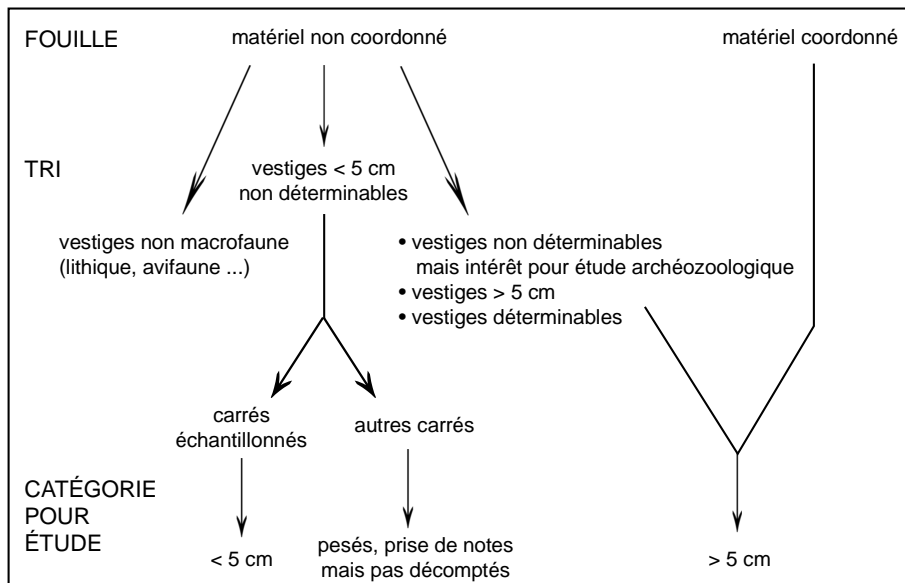 FOUILLE
matériel non coordonné
matériel coordonné
TRI
vestiges < 5 cm
non déterminables
vestiges non macrofaune
(lithique, avifaune ...)
• vestiges non déterminables
mais intérêt pour étude archéozoologique
• vestiges > 5 cm
• vestiges déterminables
carrés
échantillonnés
autres carrés
CATÉGORIE
POUR
ÉTUDE
< 5 cm
pesés, prise de notes
mais pas décomptés
> 5 cm